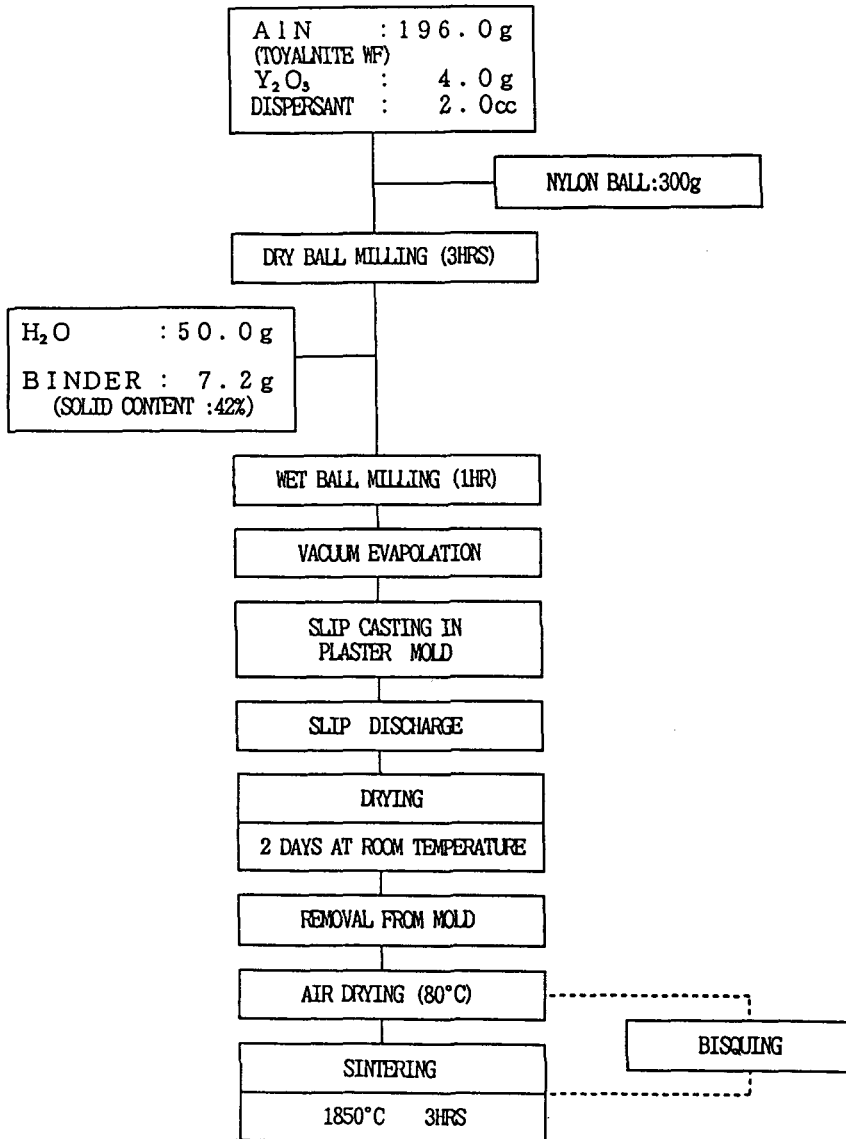 AlN : 196.0g
(TOYALNITE WF)
Y₂O₃ : 4.0g
DISPERSANT : 2.0cc
NYLON BALL:300g
DRY BALL MILLING (3HRS)
H₂O : 50.0g
BINDER : 7.2g
(SOLID CONTENT :42%)
WET BALL MILLING (1HR)
VACUUM EVAPOLATION
SLIP CASTING IN
PLASTER MOLD
SLIP DISCHARGE
DRYING
2 DAYS AT ROOM TEMPERATURE
REMOVAL FROM MOLD
AIR DRYING (80°C)
BISQUING
SINTERING
1850°C 3HRS